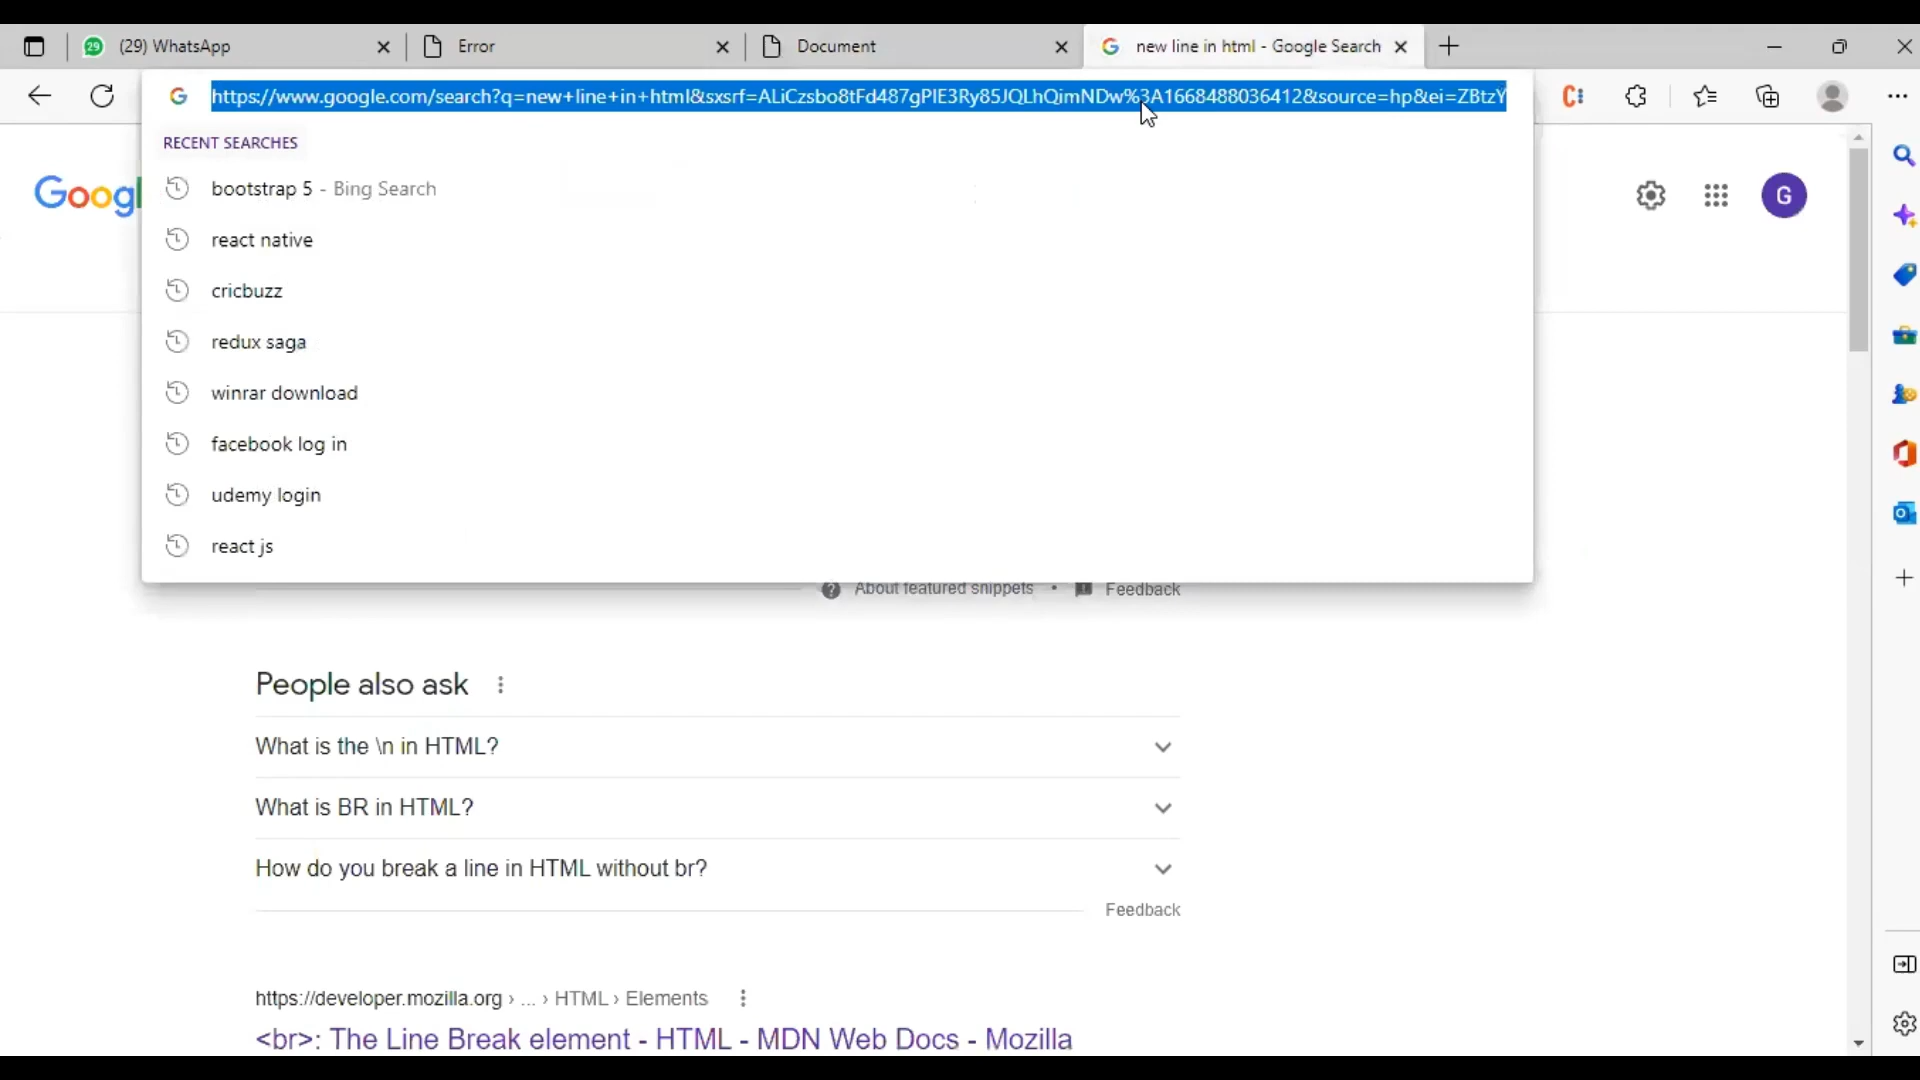 (29) WhatsApp
Error
Document
new line in html - Google Search
https://www.google.com/search?q=new+line+in+html&sxsrf=ALiCzsbo8tFd487gPlE3Ry85JQLhQimNDw%3A1668488036412&source=hp&ei=ZBtzY
RECENT SEARCHES
bootstrap 5 - Bing Search
react native
cricbuzz
redux saga
winrar download
facebook log in
udemy login
react js
Googl
G
About featured snippets • Feedback
People also ask
What is the \n in HTML?
What is BR in HTML?
How do you break a line in HTML without br?
Feedback
https://developer.mozilla.org › ... › HTML › Elements
<br>: The Line Break element - HTML - MDN Web Docs - Mozilla